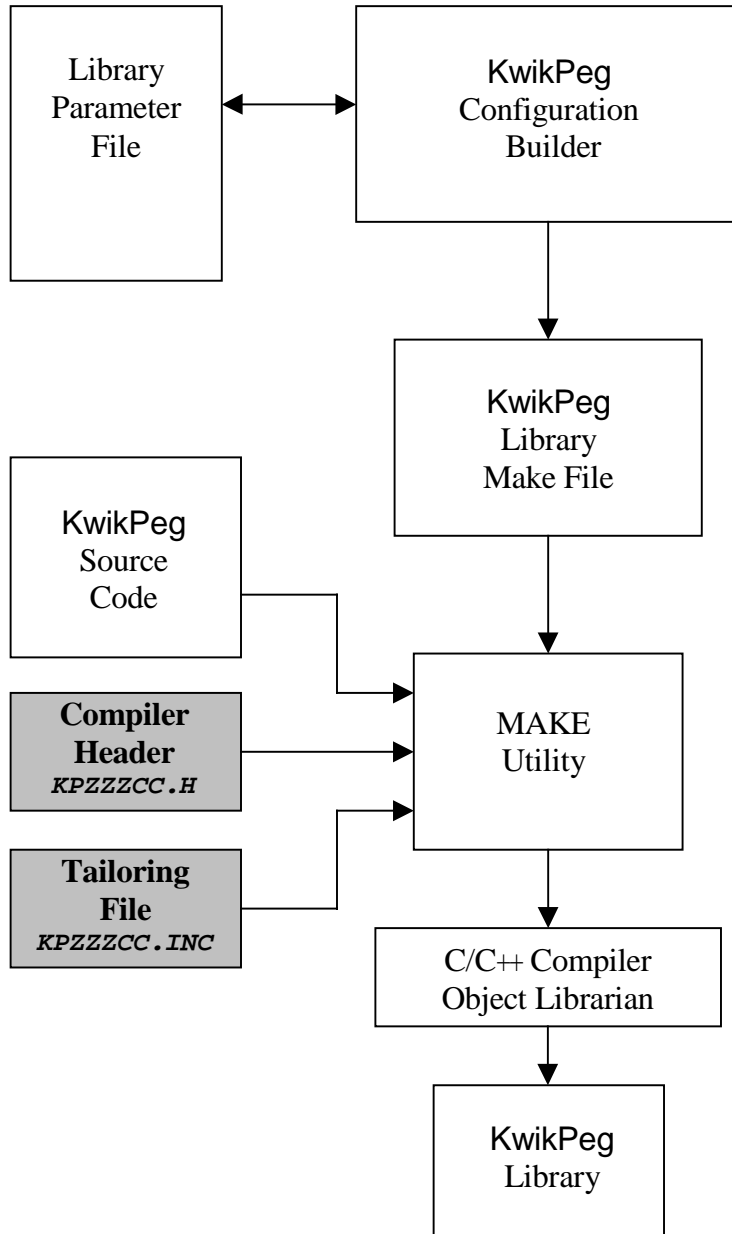 Library
Parameter
File
KwikPeg
Configuration
Builder
KwikPeg
Library
Make File
KwikPeg
Source
Code
Compiler
Header
KPZZZCC.H
MAKE
Utility
Tailoring
File
KPZZZCC.INC
C/C++ Compiler
Object Librarian
KwikPeg
Library